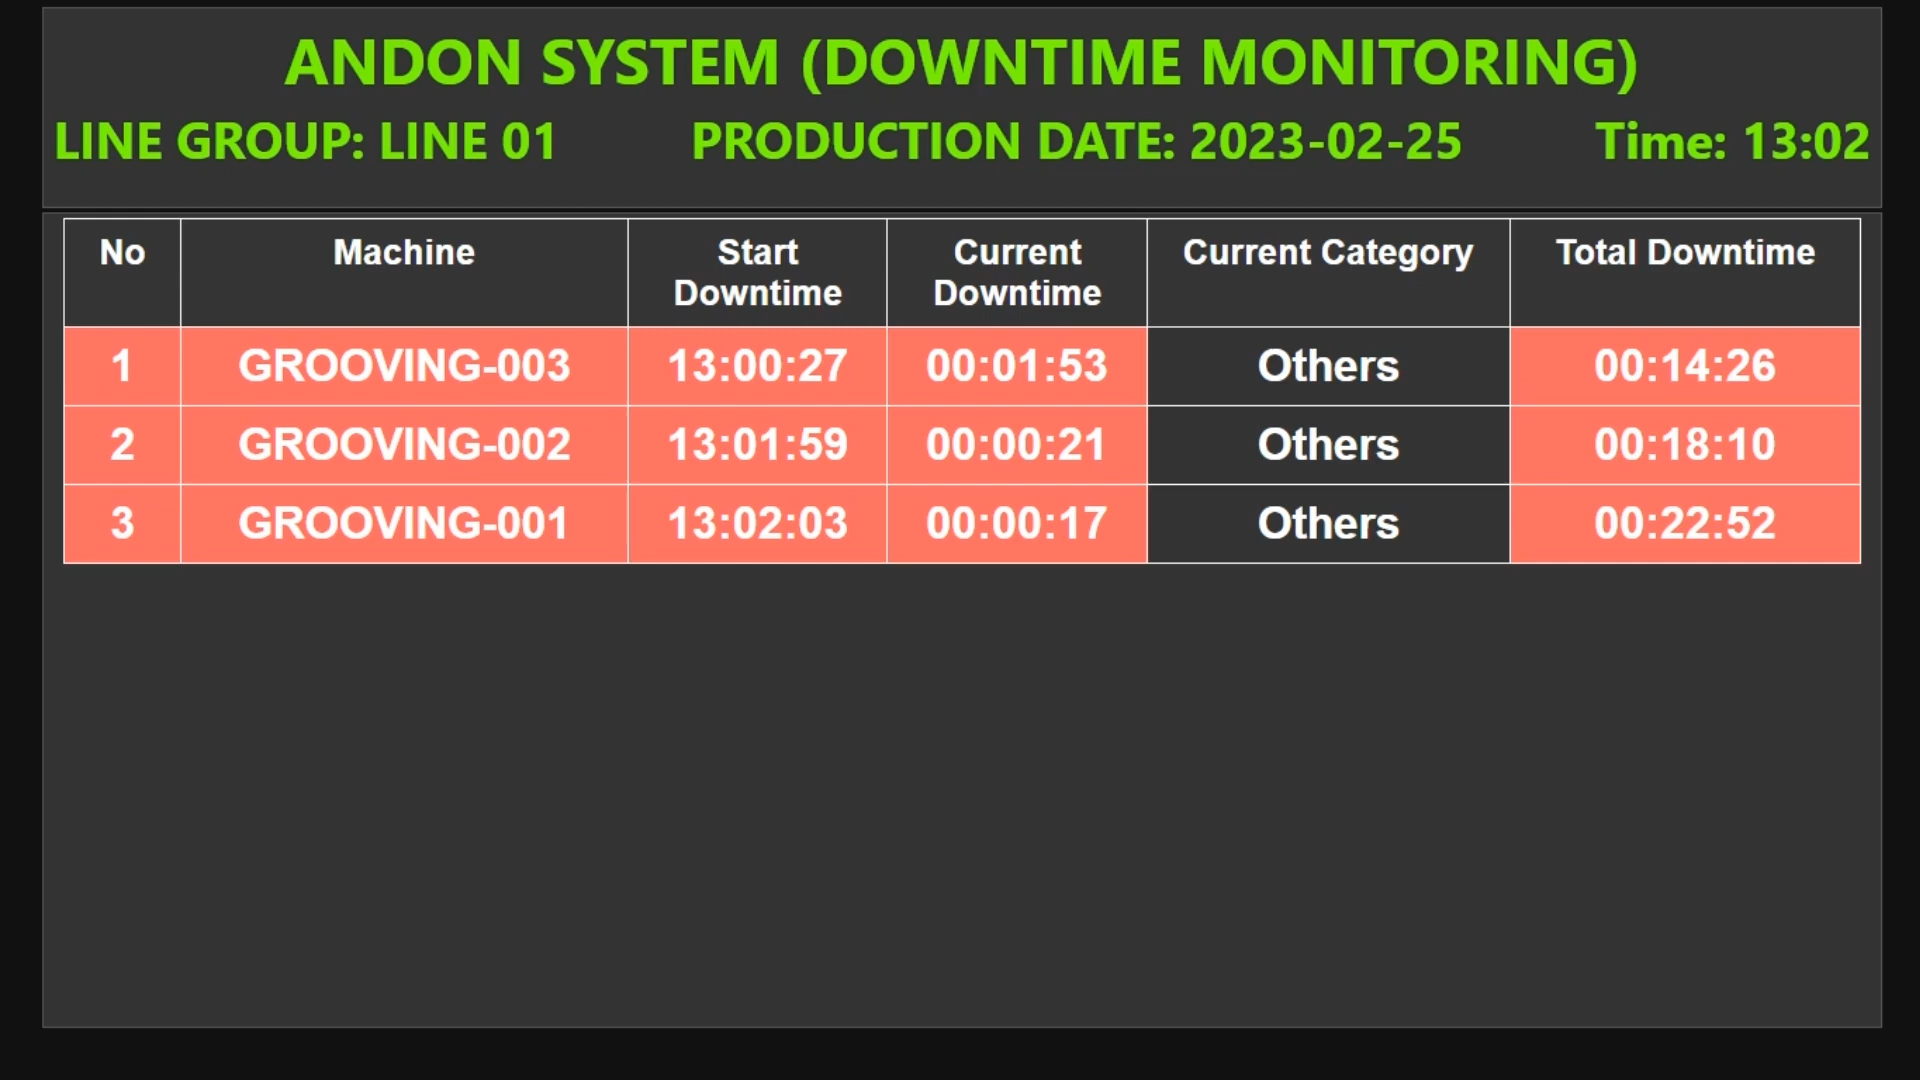 ANDON SYSTEM (DOWNTIME MONITORING)
LINE GROUP: LINE 01 PRODUCTION DATE: 2023-02-25 Time: 13:02
No Machine Start Downtime Current Downtime Current Category Total Downtime
1 GROOVING-003 13:00:27 00:01:53 Others 00:14:26
2 GROOVING-002 13:01:59 00:00:21 Others 00:18:10
3 GROOVING-001 13:02:03 00:00:17 Others 00:22:52